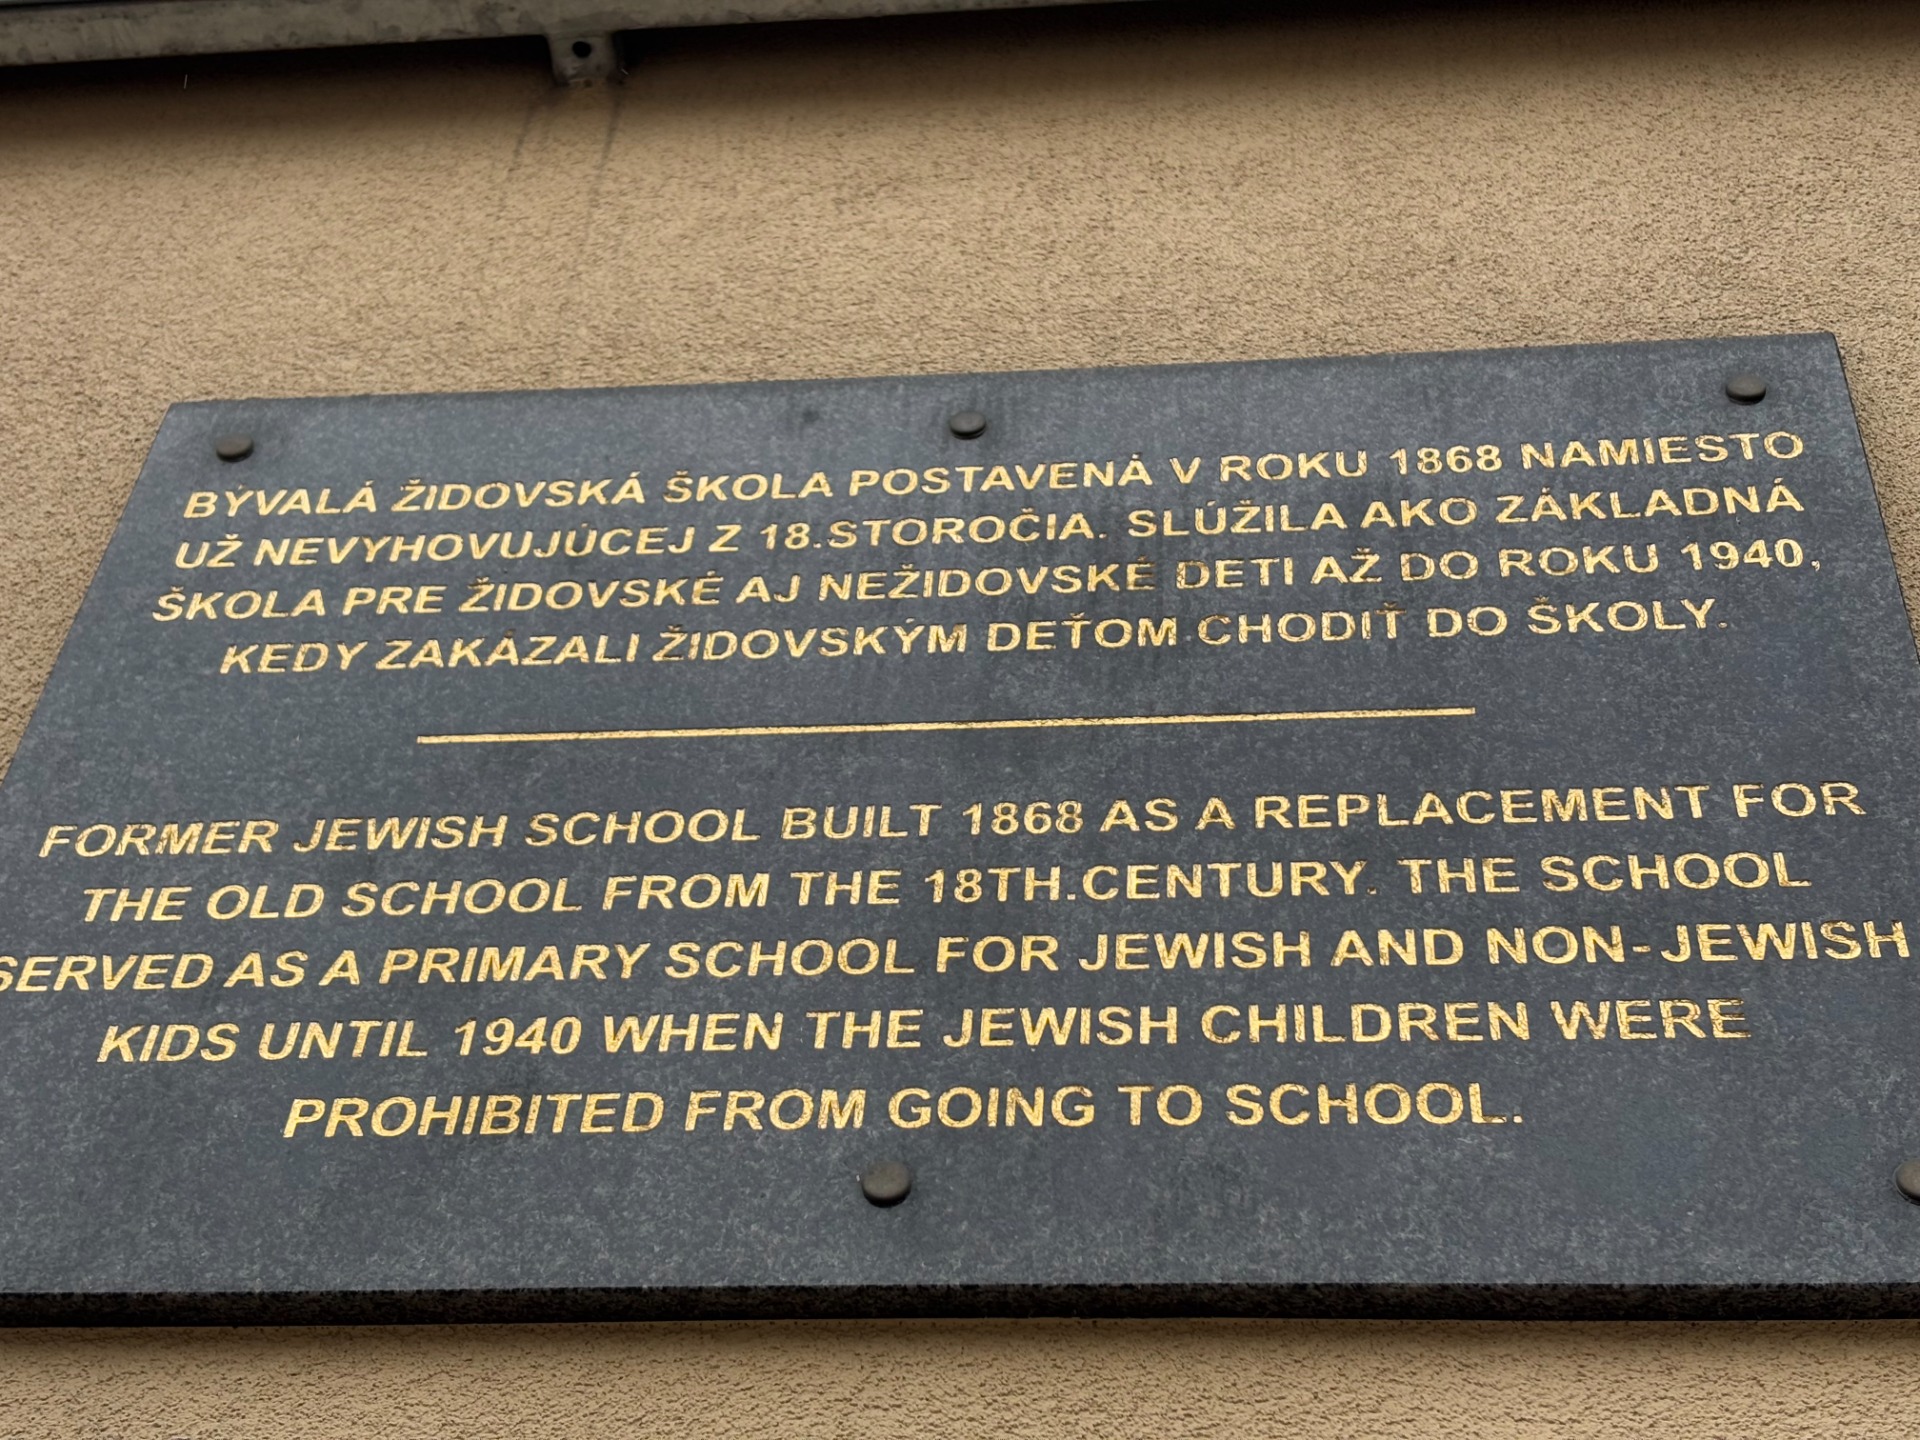 BÝVALÁ ŽIDOVSKÁ ŠKOLA POSTAVENÁ V ROKU 1868 NAMIESTO
UŽ NEVYHOVUJÚCEJ Z 18.STOROČIA. SLÚŽILA AKO ZÁKLADNÁ
ŠKOLA PRE ŽIDOVSKÉ AJ NEŽIDOVSKÉ DETI AŽ DO ROKU 1940,
KEDY ZAKÁZALI ŽIDOVSKÝM DEŤOM CHODIŤ DO ŠKOLY.
FORMER JEWISH SCHOOL BUILT 1868 AS A REPLACEMENT FOR
THE OLD SCHOOL FROM THE 18TH.CENTURY. THE SCHOOL
SERVED AS A PRIMARY SCHOOL FOR JEWISH AND NON-JEWISH
KIDS UNTIL 1940 WHEN THE JEWISH CHILDREN WERE
PROHIBITED FROM GOING TO SCHOOL.